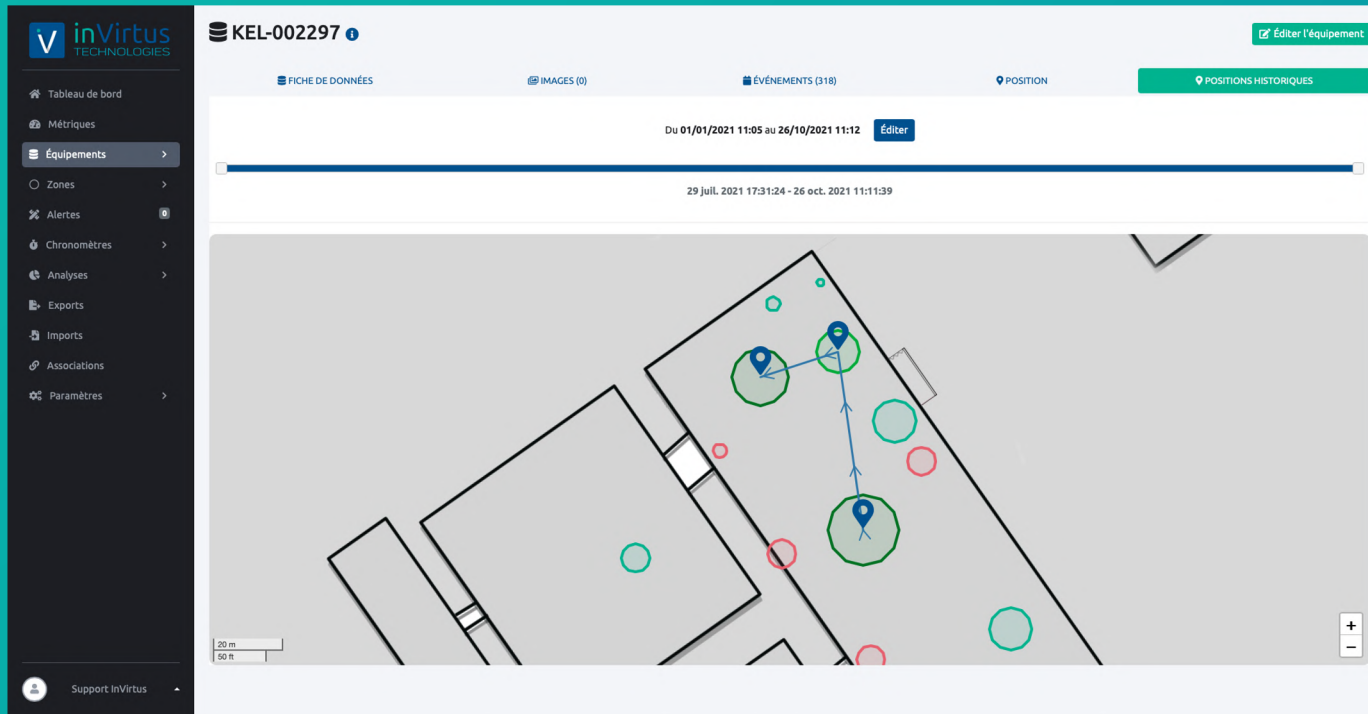 inVirtus
TECHNOLOGIES
Tableau de bord
Métriques
Équipements
Zones
Alertes 0
Chronomètres
Analyses
Exports
Imports
Associations
Paramètres
Support InVirtus
KEL-002297
Éditer l'équipement
FICHE DE DONNÉES
IMAGES (0)
ÉVÉNEMENTS (318)
POSITION
POSITIONS HISTORIQUES
Du 01/01/2021 11:05 au 26/10/2021 11:12 Éditer
29 juil. 2021 17:31:24 - 26 oct. 2021 11:11:39
20 m
50 ft
+
−